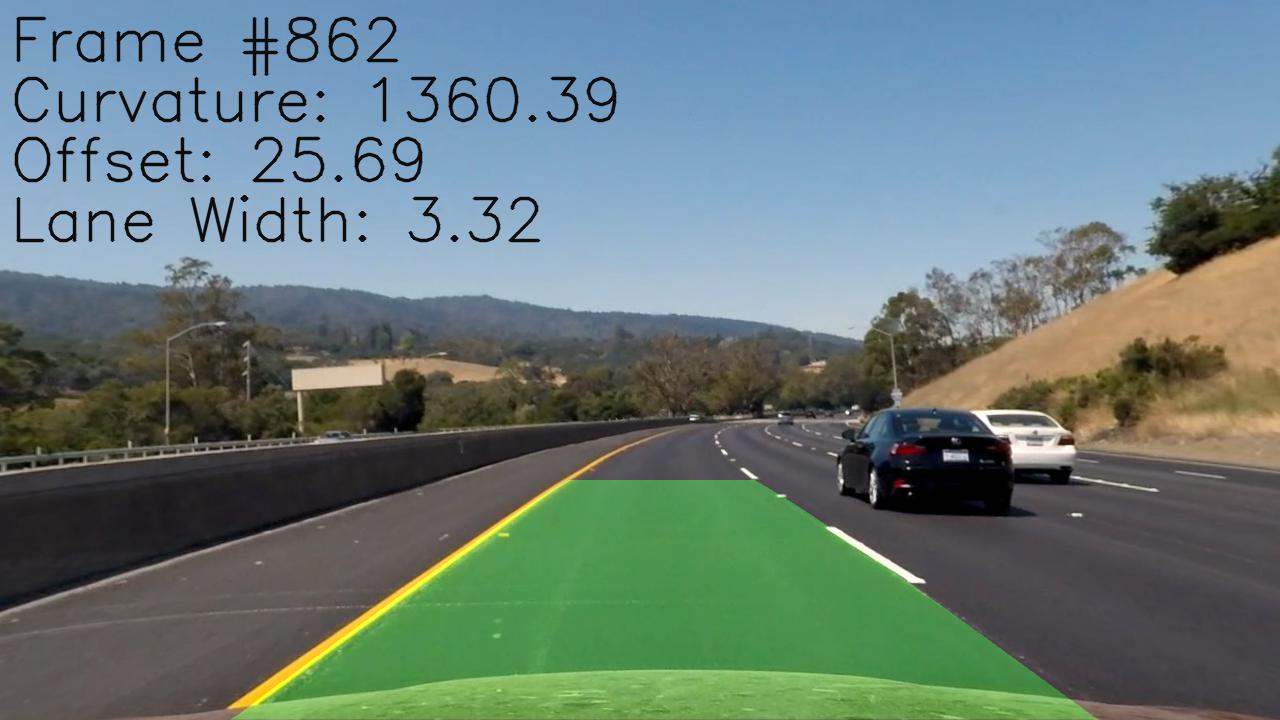 Frame #862
Curvature: 1360.39
Offset: 25.69
Lane Width: 3.32